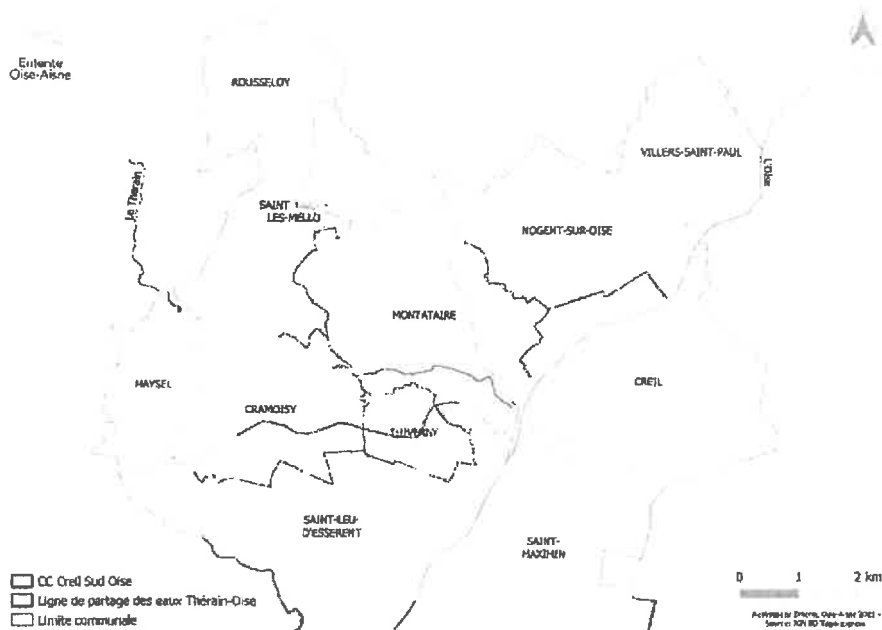 Entente
Oise-Aisne
ROUSSELOY
VILLERS-SAINT-PAUL
L'Oise
Le Thérain
SAINT
LES-MELLO
NOGENT-SUR-OISE
MONTATAIRE
MAYSEL
CREIL
CRAMOISY
SAINT-LEU-
D'ESSERENT
SAINT-
MAXIMIN
CC Creil Sud Oise
Ligne de partage des eaux Thérain-Oise
Limite communale
0 1 2 km